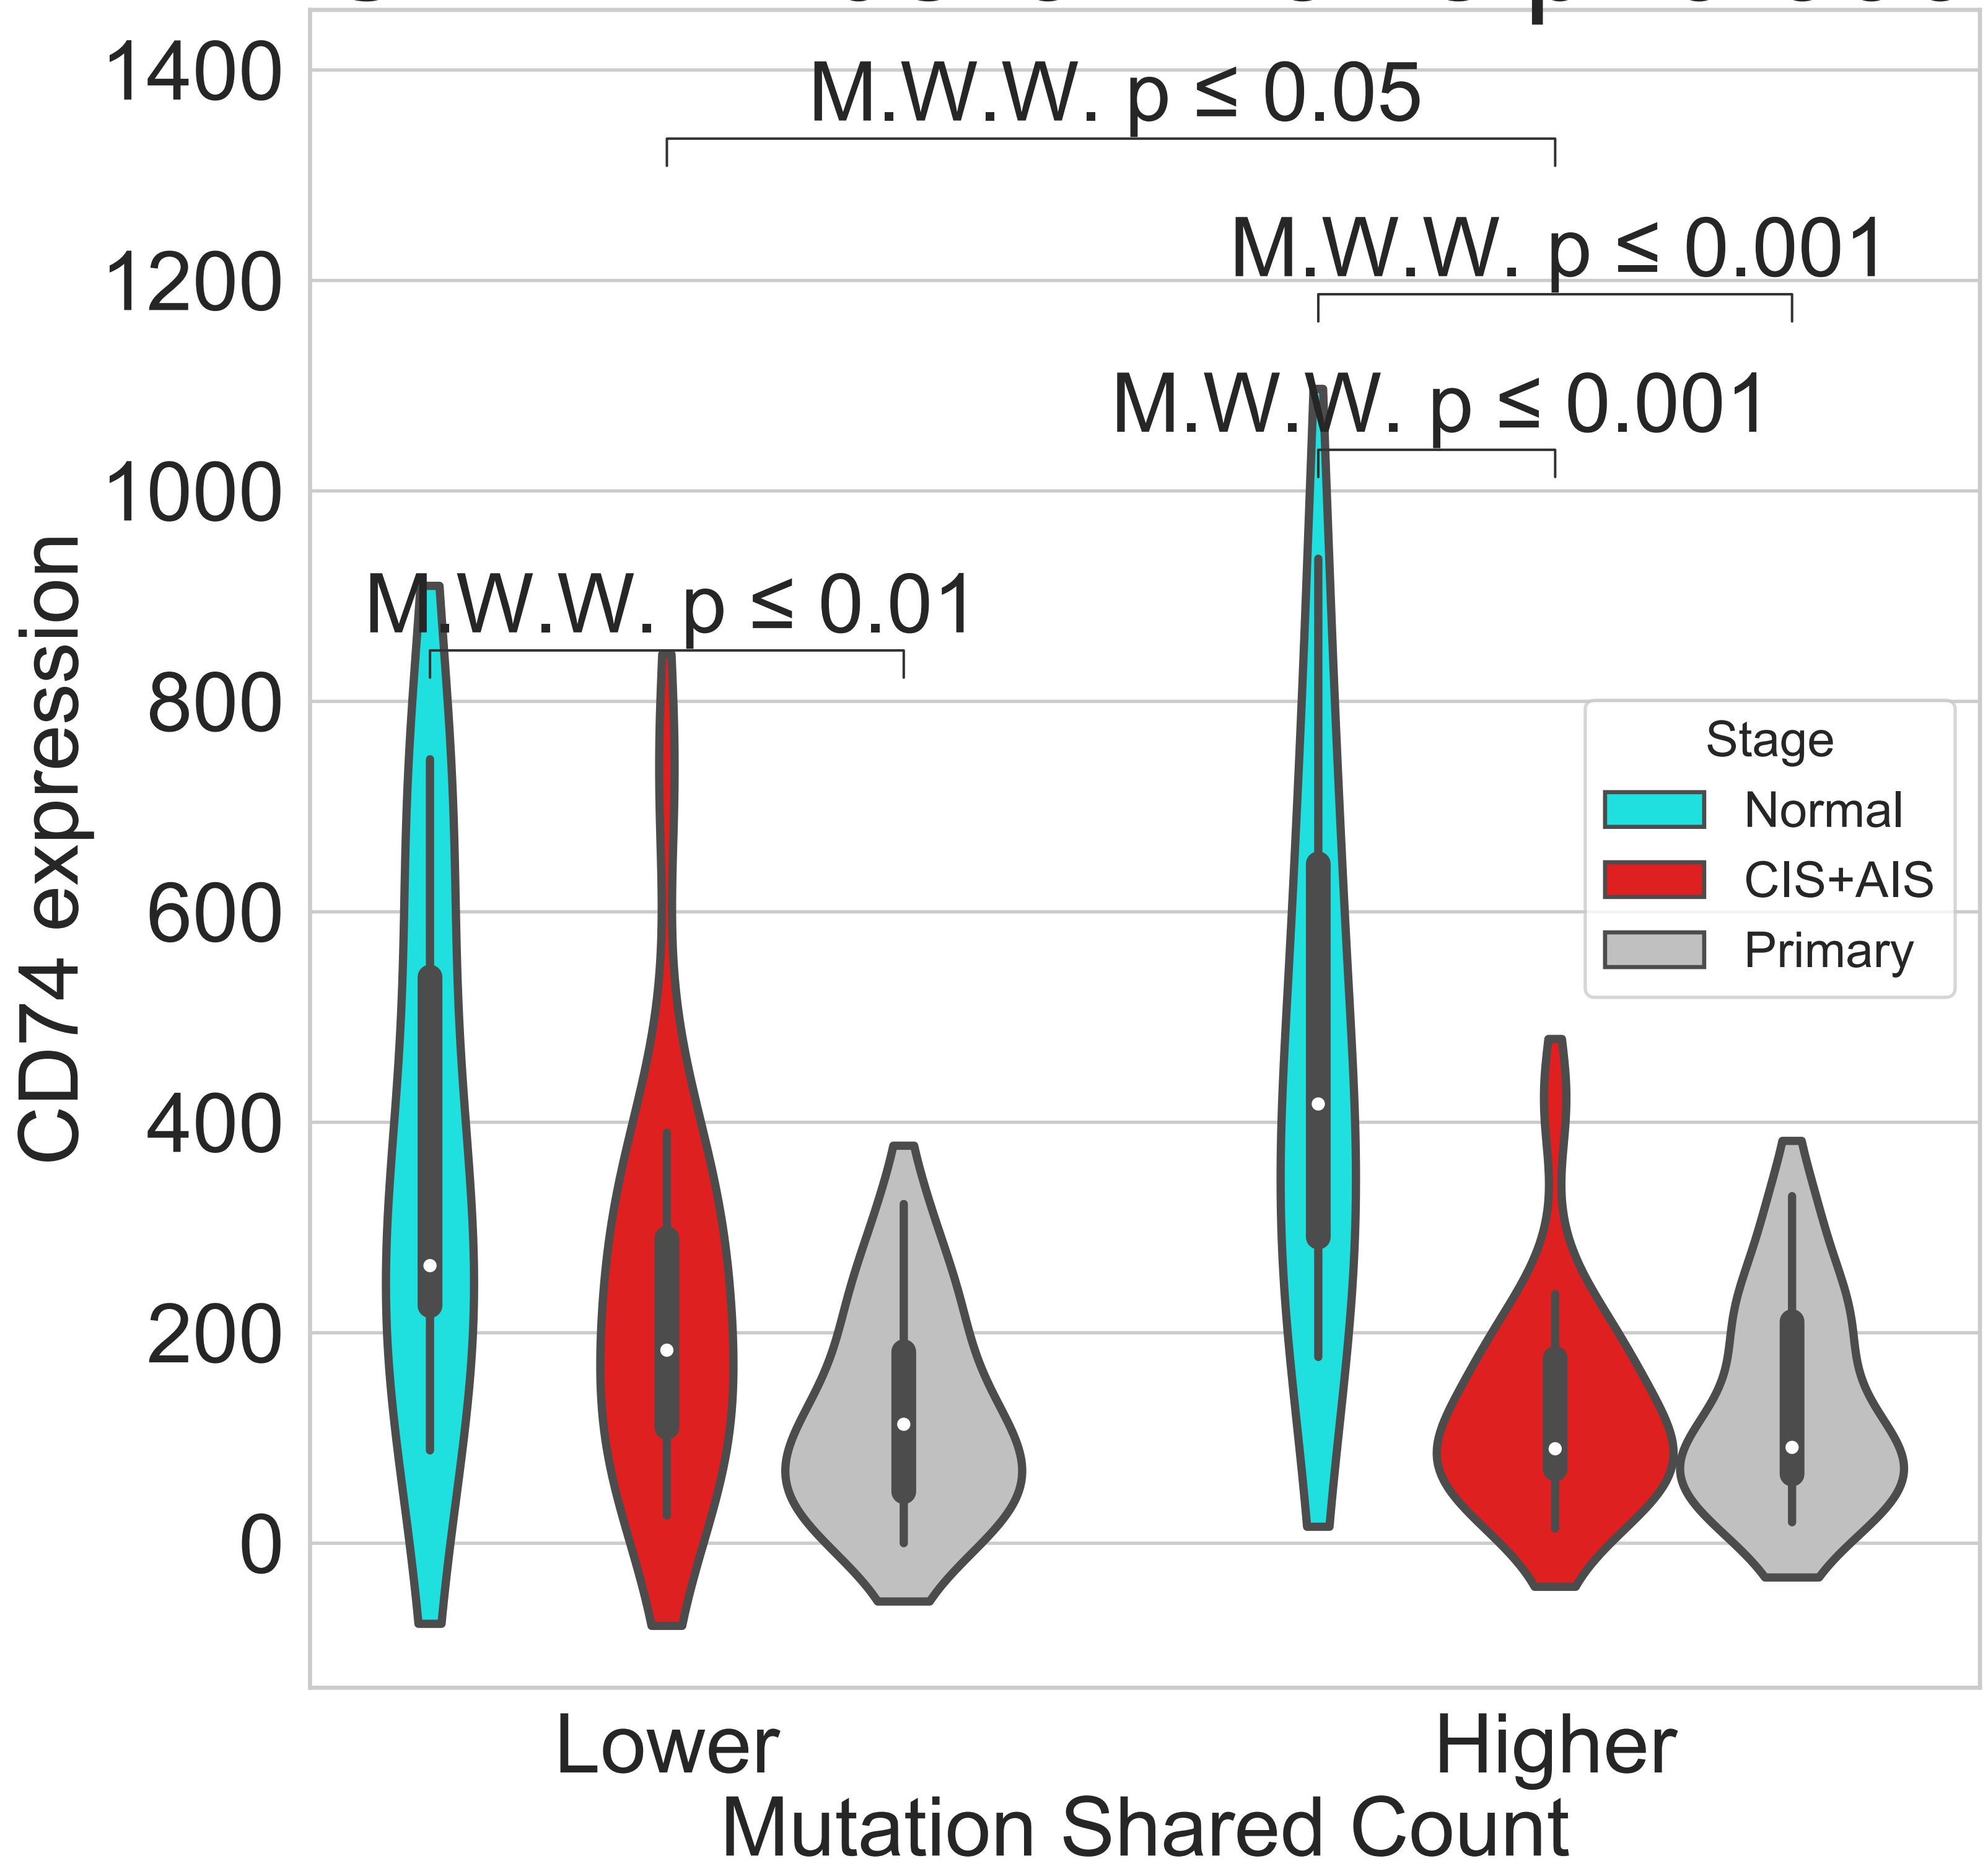 1400
M.W.W. p ≤ 0.05
1200
M.W.W. p ≤ 0.001
M.W.W. p ≤ 0.001
1000
M.W.W. p ≤ 0.01
800
600
400
200
0
CD74 expression
Stage
Normal
CIS+AIS
Primary
Lower
Higher
Mutation Shared Count